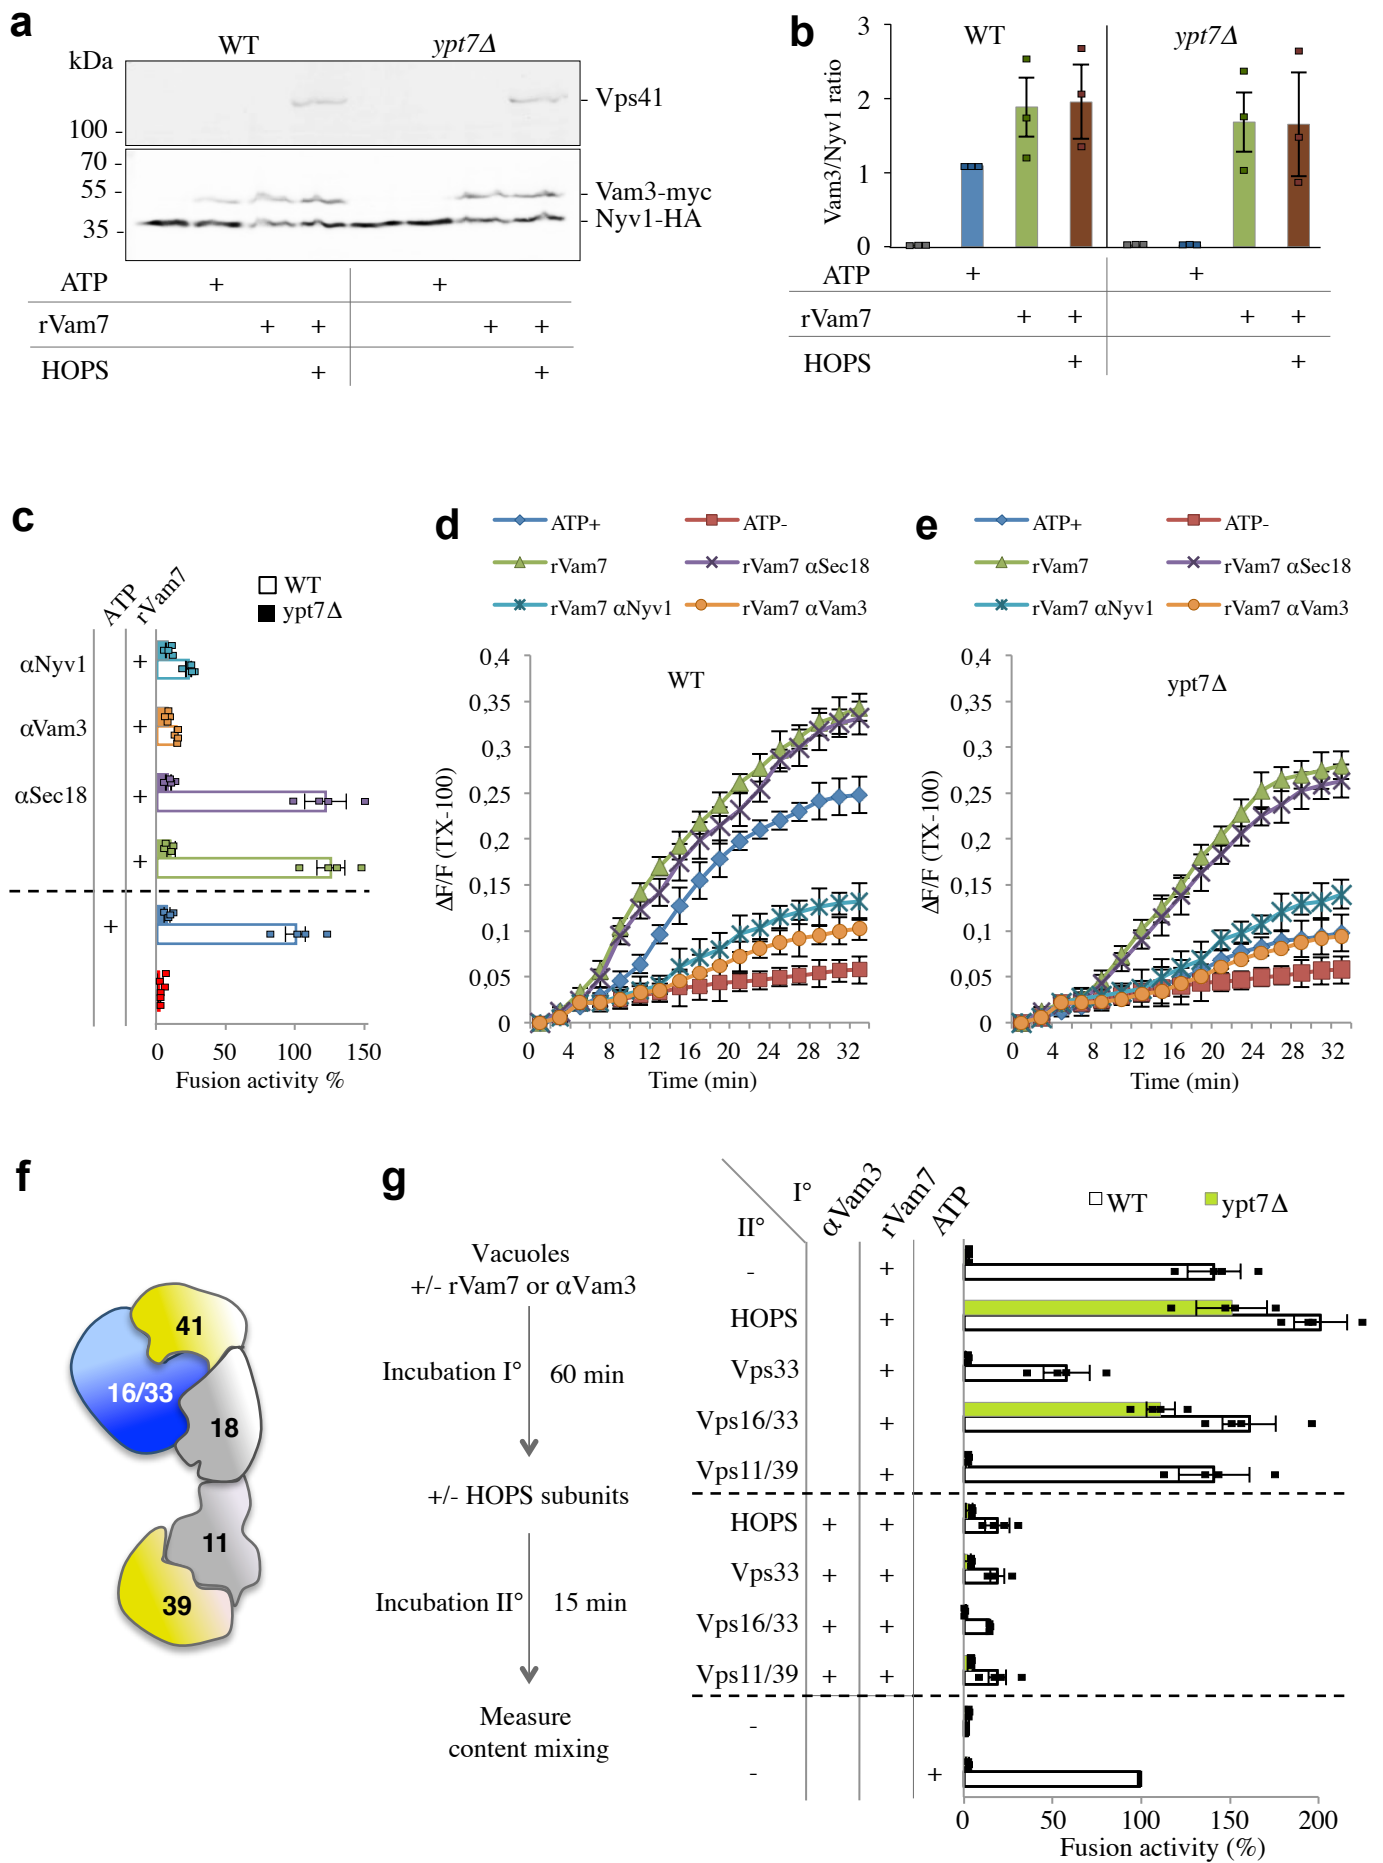 a
WT
ypt7Δ
kDa
Vps41
100 -
70 -
55 -
Vam3-myc
Nyv1-HA
35 -
ATP + +
rVam7 + + + +
HOPS + +
b
WT
ypt7Δ
Vam3/Nyv1 ratio
3
2
1
0
ATP + +
rVam7 + + + +
HOPS + +
c
ATP
rVam7
WT
ypt7Δ
αNyv1 +
αVam3 +
αSec18 +
+
+
0 50 100 150
Fusion activity %
d
ATP+ ATP-
rVam7 rVam7 αSec18
rVam7 αNyv1 rVam7 αVam3
WT
ΔF/F (TX-100)
0,4
0,35
0,3
0,25
0,2
0,15
0,1
0,05
0
0 4 8 12 16 20 24 28 32
Time (min)
e
ATP+ ATP-
rVam7 rVam7 αSec18
rVam7 αNyv1 rVam7 αVam3
ypt7Δ
ΔF/F (TX-100)
0,4
0,35
0,3
0,25
0,2
0,15
0,1
0,05
0
0 4 8 12 16 20 24 28 32
Time (min)
f
41
16/33
18
11
39
g
Vacuoles
+/- rVam7 or αVam3
Incubation I° 60 min
+/- HOPS subunits
Incubation II° 15 min
Measure
content mixing
I°
II°
αVam3
rVam7
ATP
WT
ypt7Δ
- +
HOPS +
Vps33 +
Vps16/33 +
Vps11/39 +
HOPS + +
Vps33 + +
Vps16/33 + +
Vps11/39 + +
-
- +
0 50 100 150 200
Fusion activity (%)